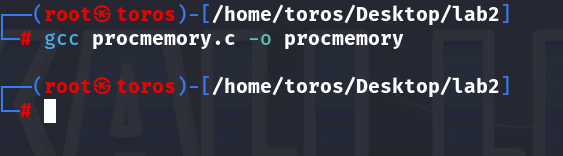 ┌──(root㉿toros)-[/home/toros/Desktop/lab2]
└─# gcc procmemory.c -o procmemory
┌──(root㉿toros)-[/home/toros/Desktop/lab2]
└─#